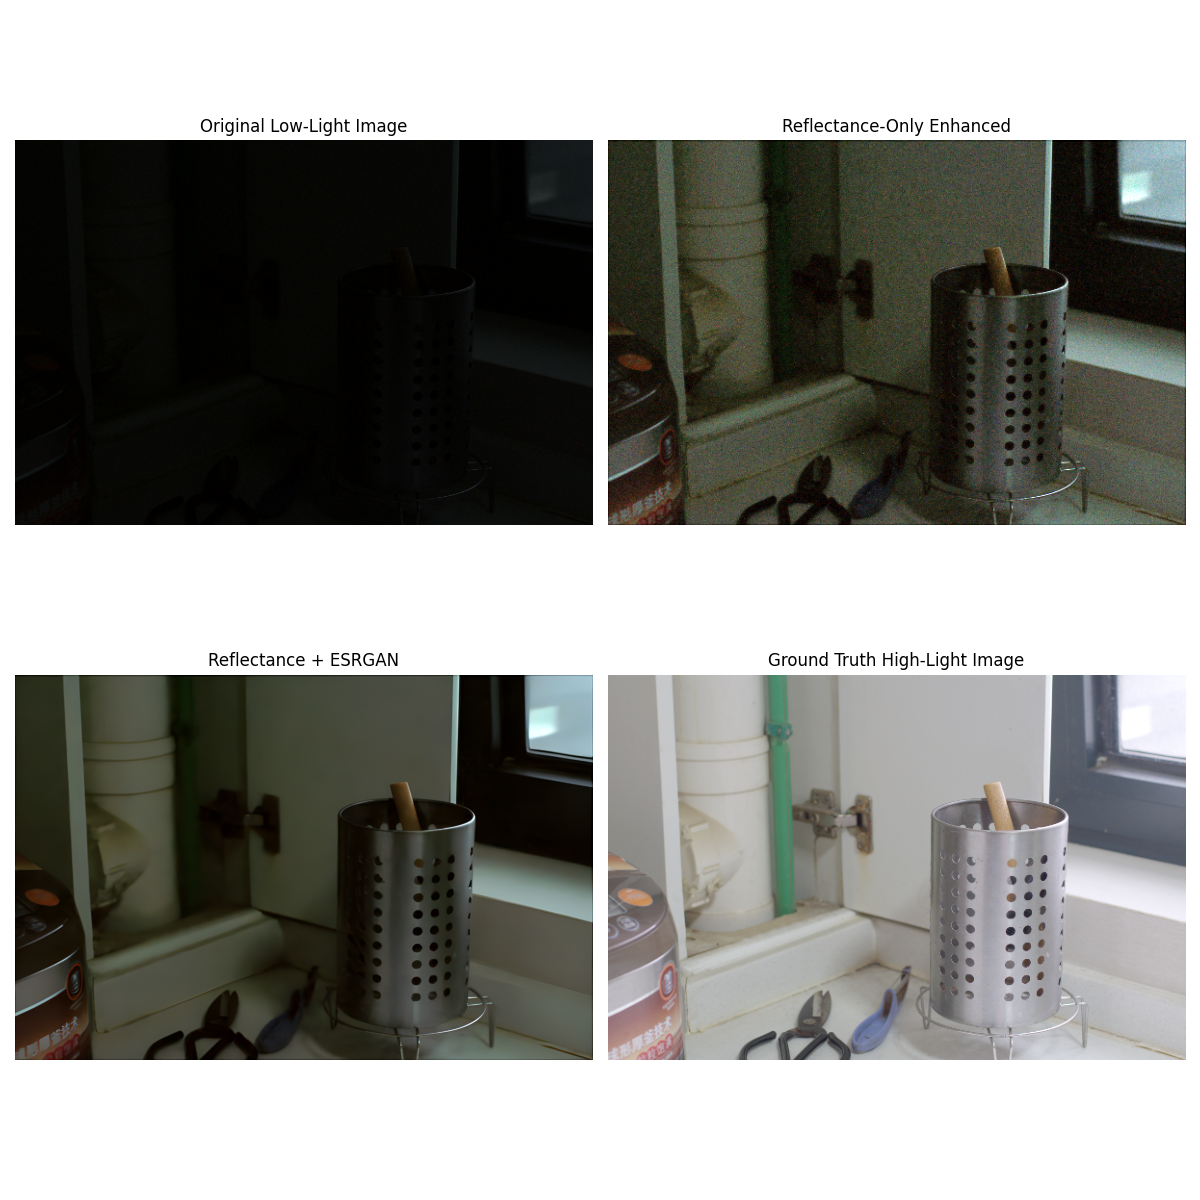 Original Low-Light Image
Reflectance-Only Enhanced
Reflectance + ESRGAN
Ground Truth High-Light Image